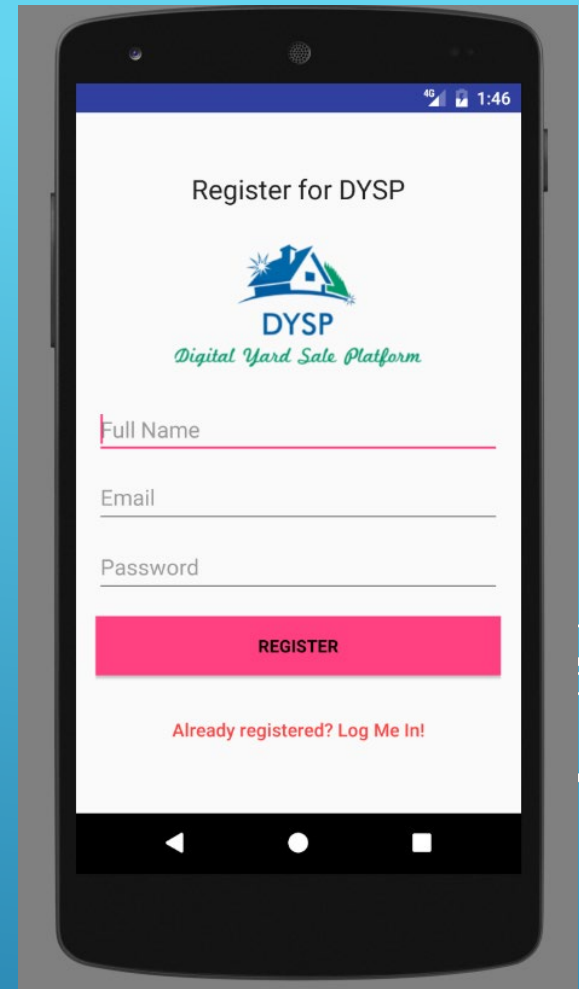 4G 1:46
Register for DYSP
DYSP
Digital Yard Sale Platform
Full Name
Email
Password
REGISTER
Already registered? Log Me In!